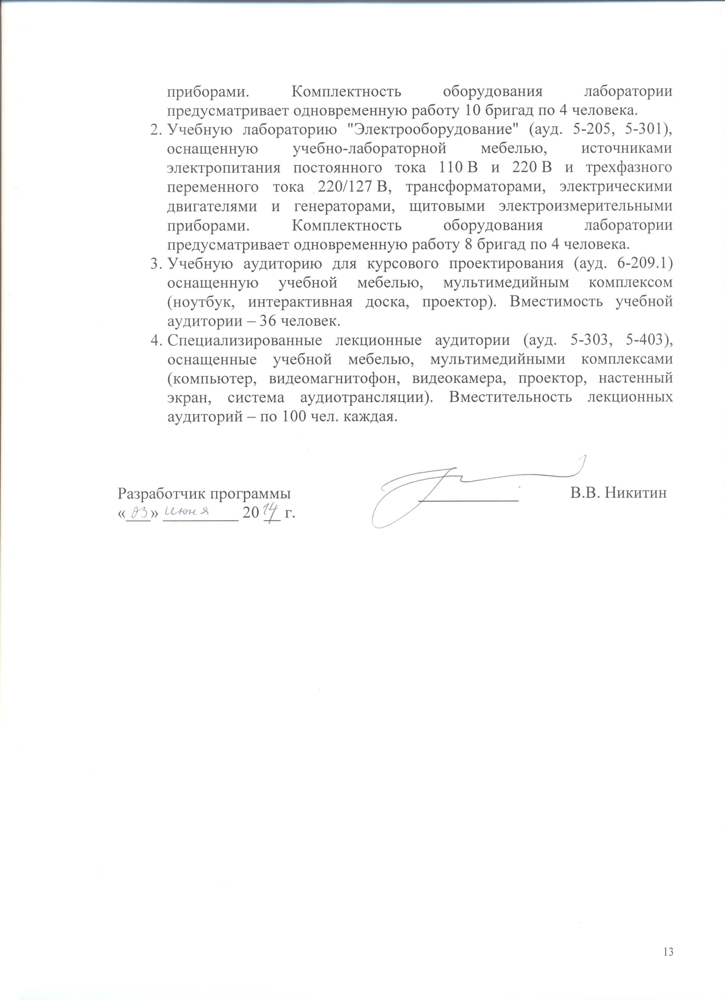 приборами. Комплектность оборудования лаборатории
предусматривает одновременную работу 10 бригад по 4 человека.
2. Учебную лабораторию "Электрооборудование" (ауд. 5-205, 5-301),
оснащенную учебно-лабораторной мебелью, источниками
электропитания постоянного тока 110 В и 220 В и трехфазного
переменного тока 220/127 В, трансформаторами, электрическими
двигателями и генераторами, щитовыми электроизмерительными
приборами. Комплектность оборудования лаборатории
предусматривает одновременную работу 8 бригад по 4 человека.
3. Учебную аудиторию для курсового проектирования (ауд. 6-209.1)
оснащенную учебной мебелью, мультимедийным комплексом
(ноутбук, интерактивная доска, проектор). Вместимость учебной
аудитории – 36 человек.
4. Специализированные лекционные аудитории (ауд. 5-303, 5-403),
оснащенные учебной мебелью, мультимедийными комплексами
(компьютер, видеомагнитофон, видеокамера, проектор, настенный
экран, система аудиотрансляции). Вместительность лекционных
аудиторий – по 100 чел. каждая.
Разработчик программы В.В. Никитин
«03» июня 2014 г.
13